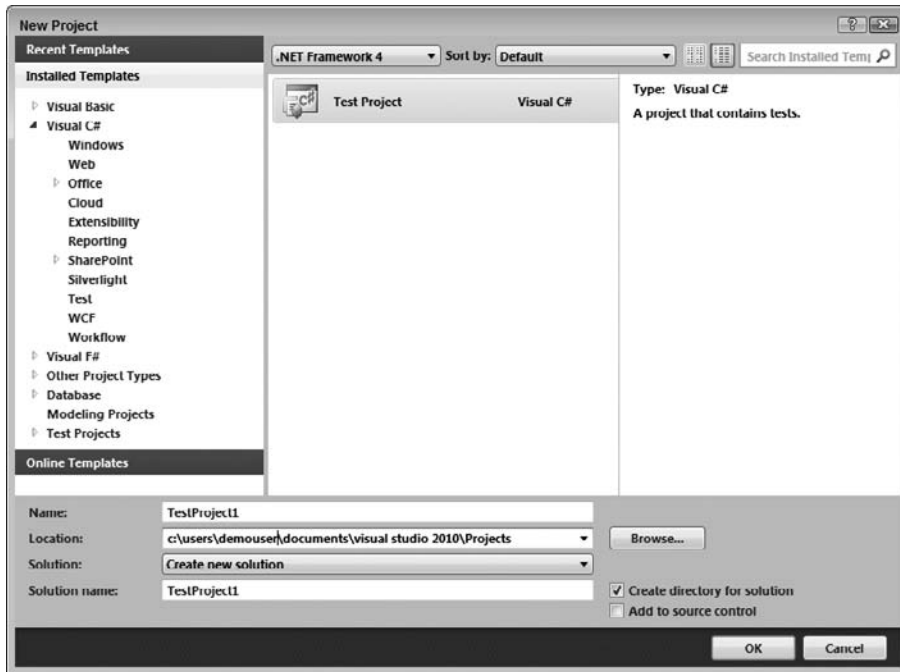 New Project
Recent Templates
Installed Templates
Visual Basic
Visual C#
Windows
Web
Office
Cloud
Extensibility
Reporting
SharePoint
Silverlight
Test
WCF
Workflow
Visual F#
Other Project Types
Database
Modeling Projects
Test Projects
Online Templates
.NET Framework 4 Sort by: Default Search Installed Temp
Test Project Visual C#
Type: Visual C#
A project that contains tests.
Name: TestProject1
Location: c:\users\demouser\documents\visual studio 2010\Projects Browse...
Solution: Create new solution
Solution name: TestProject1 Create directory for solution
Add to source control
OK Cancel